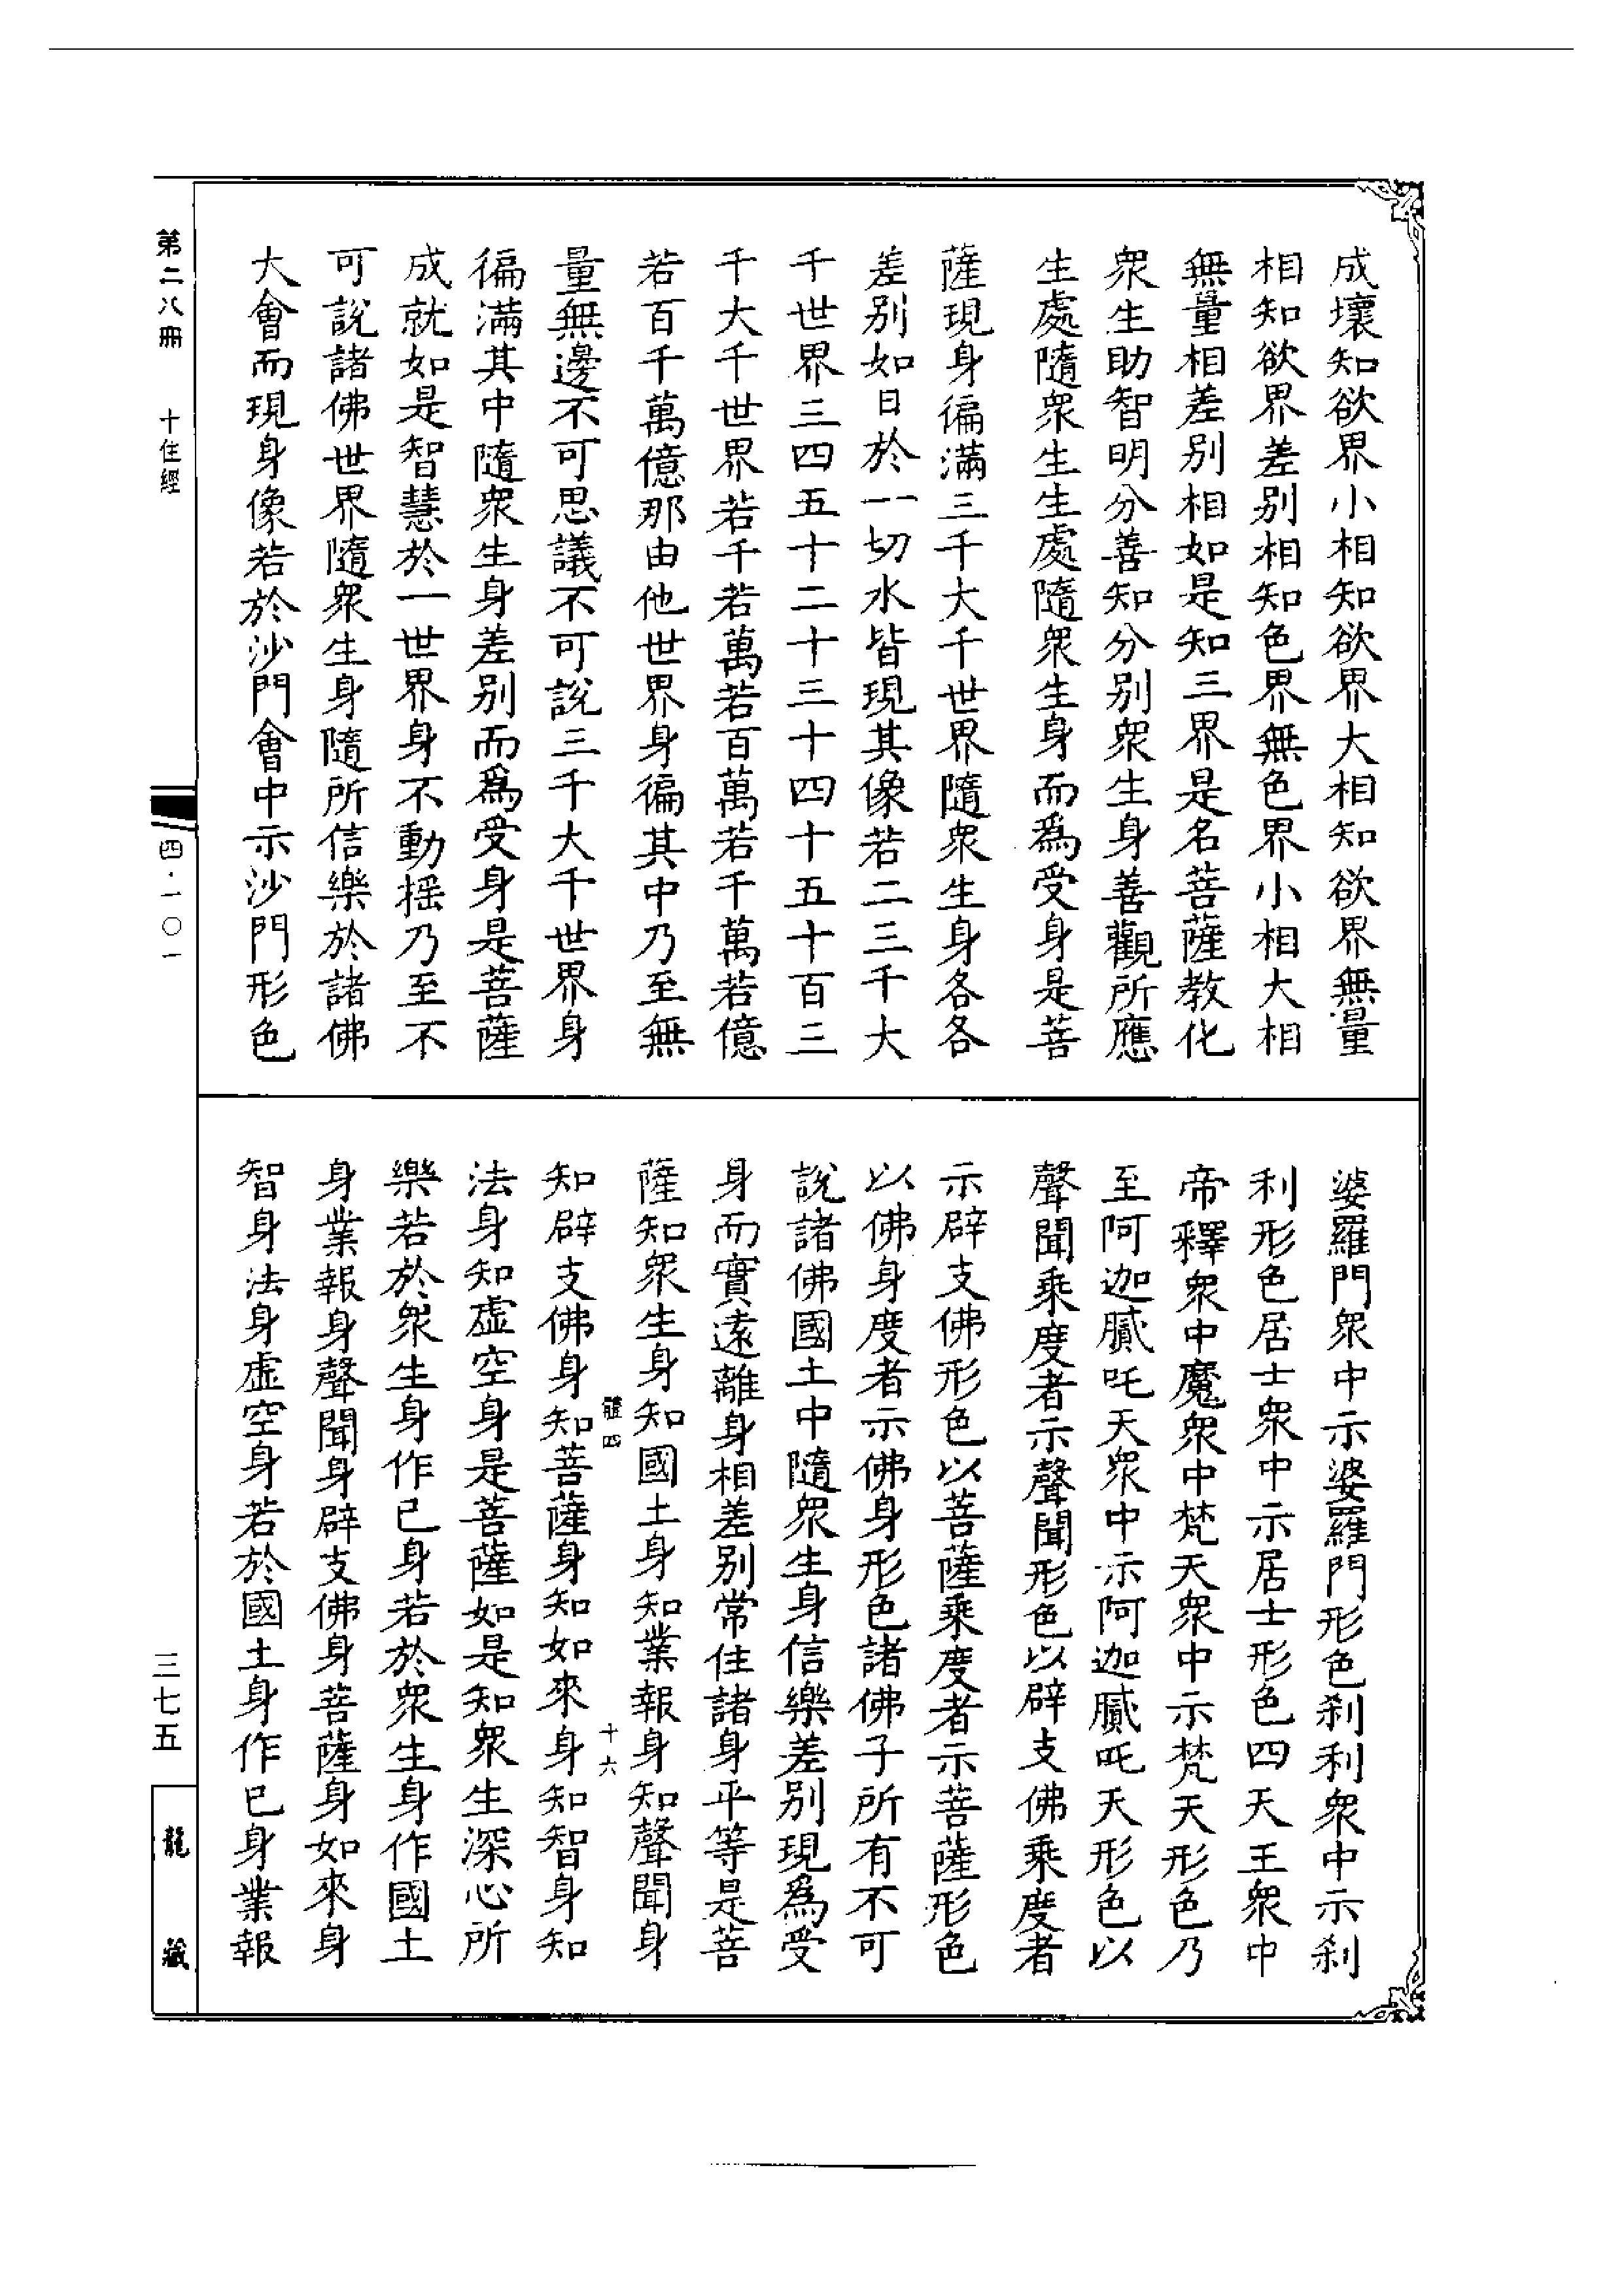 成壞知欲界小相知欲界大相知欲界無量
相知欲界差別相知色界無色界小相大相
無量相差別相如是知三界是名菩薩教化
衆生助智明分善知分別衆生身善觀所應
生處隨衆生生處隨衆生身而爲受身是菩
薩現身徧滿三千大千世界隨衆生身各各
差別如日於一切水皆現其像若二三千大
千世界三四五十二十三十四十五十百三
千大千世界若千若萬若百萬若千萬若億
若百千萬億那由他世界身徧其中乃至無
量無邊不可思議不可說三千大千世界身
徧滿其中隨衆生身差別而爲受身是菩薩
成就如是智慧於一世界身不動搖乃至不
可說諸佛世界隨衆生身隨所信樂於諸佛
大會而現身像若於沙門會中示沙門形色
婆羅門衆中示婆羅門形色刹利衆中示刹
利形色居士衆中示居士形色四天王衆中
帝釋衆中魔衆中梵天衆中示梵天形色乃
至阿迦膩吒天衆中示阿迦膩吒天形色以
聲聞乘度者示聲聞形色以辟支佛乘度者
示辟支佛形色以菩薩乘度者示菩薩形色
以佛身度者示佛身形色諸佛子所有不可
說諸佛國土中隨衆生身信樂差別現爲受
身而實遠離身相差別常住諸身平等是菩
薩知衆生身知國土身知業報身知聲聞身
體四 十六
知辟支佛身知菩薩身知如來身知智身知
法身知虛空身是菩薩如是知衆生深心所
樂若於衆生身作已身若於衆生身作國土
身業報身聲聞身辟支佛身菩薩身如來身
智身法身虛空身若於國土身作已身業報
第二八冊 十住經
四·一〇一
三七五
龍藏